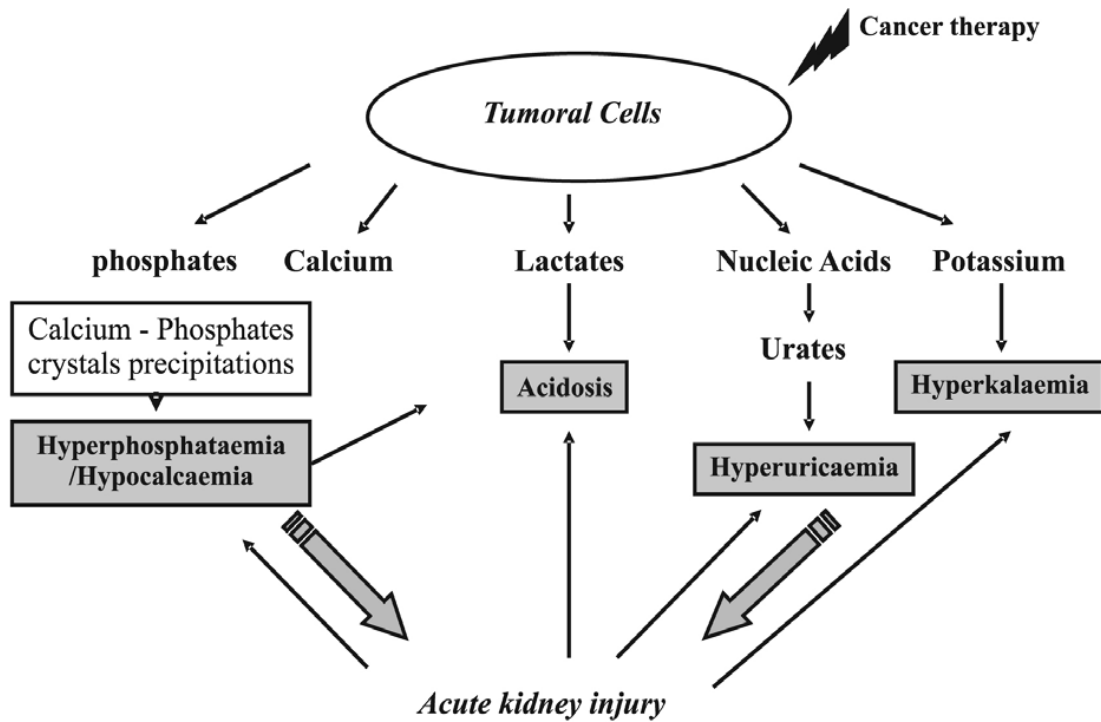 Cancer therapy
Tumoral Cells
phosphates
Calcium
Lactates
Nucleic Acids
Potassium
Calcium - Phosphates
crystals precipitations
Urates
Acidosis
Hyperkalaemia
Hyperphosphataemia
/Hypocalcaemia
Hyperuricaemia
Acute kidney injury